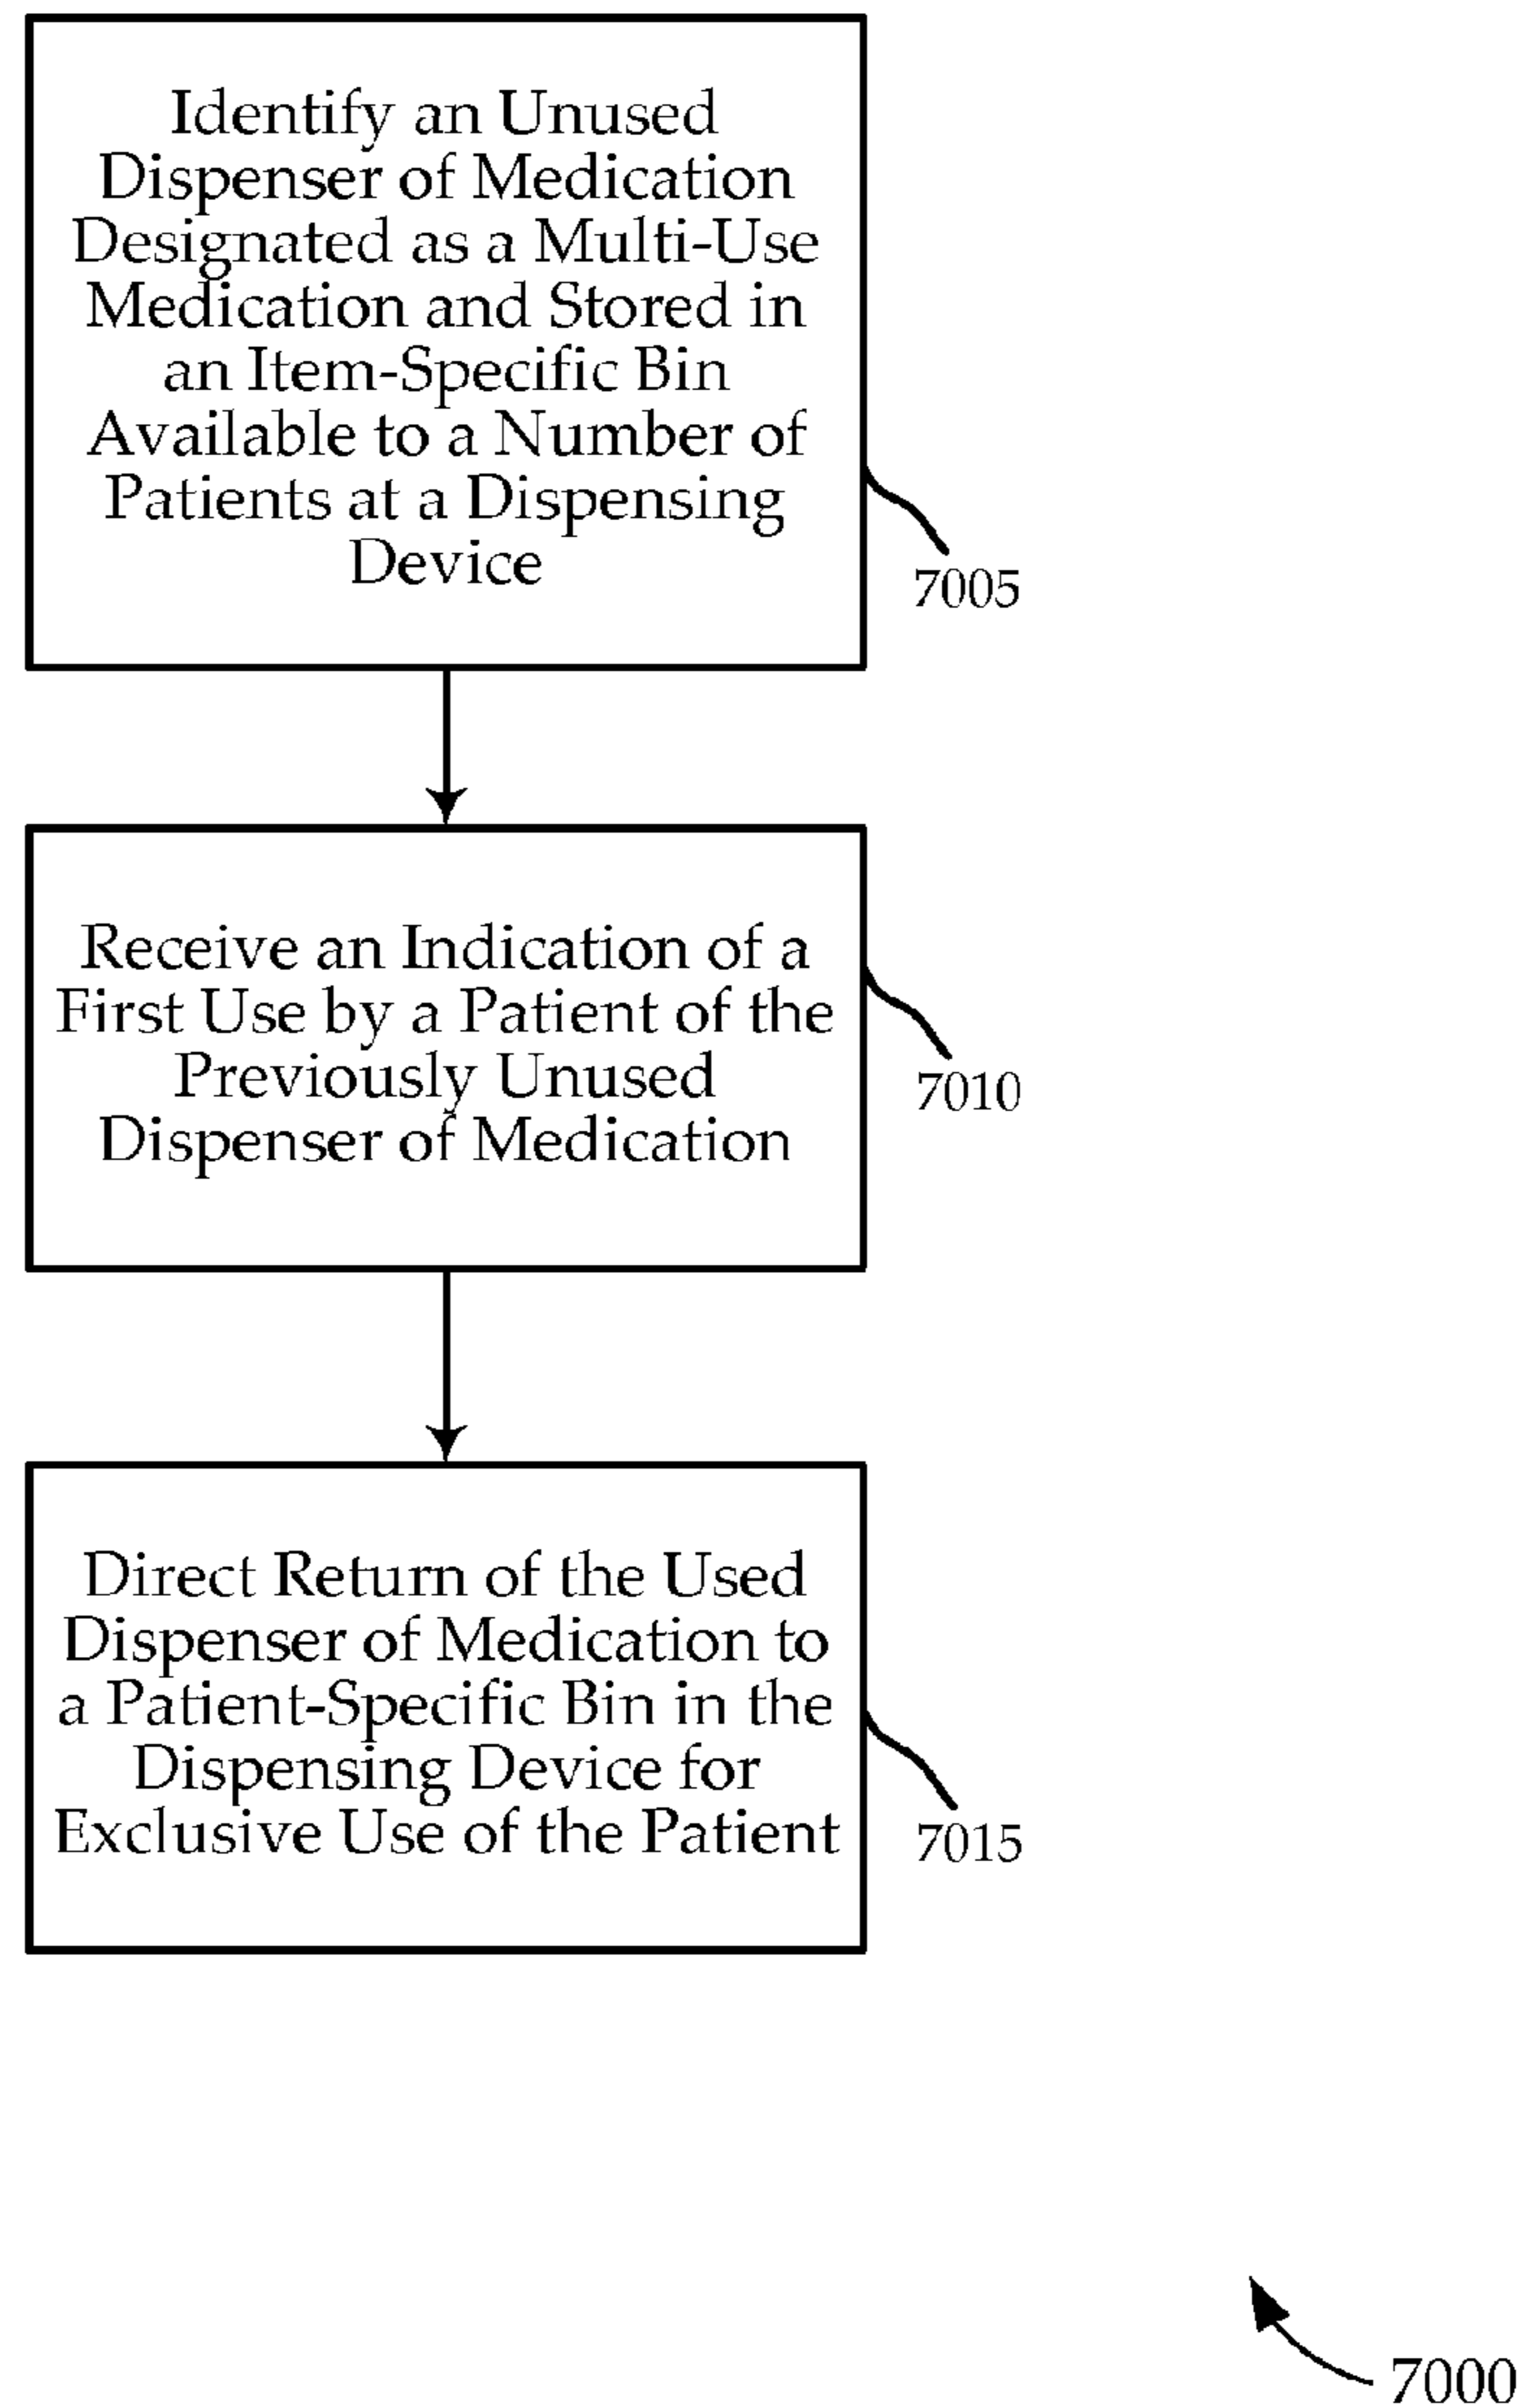 Identify an Unused
Dispenser of Medication
Designated as a Multi-Use
Medication and Stored in
an Item-Specific Bin
Available to a Number of
Patients at a Dispensing
Device
7005
Receive an Indication of a
First Use by a Patient of the
Previously Unused
Dispenser of Medication
7010
Direct Return of the Used
Dispenser of Medication to
a Patient-Specific Bin in the
Dispensing Device for
Exclusive Use of the Patient
7015
7000